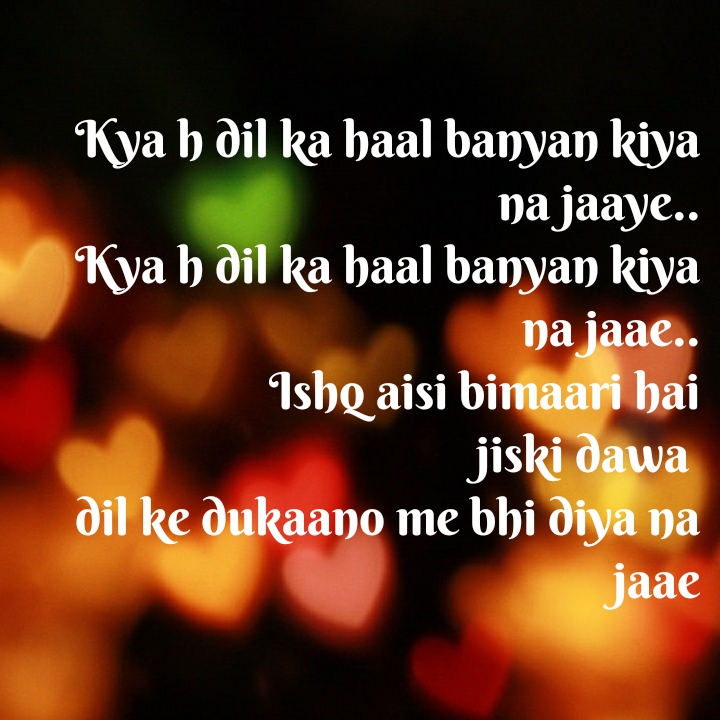 Kya h dil ka haal banyan kiya
na jaaye..
Kya h dil ka haal banyan kiya
na jaae..
Ishq aisi bimaari hai
jiski dawa
dil ke dukaano me bhi diya na
jaae